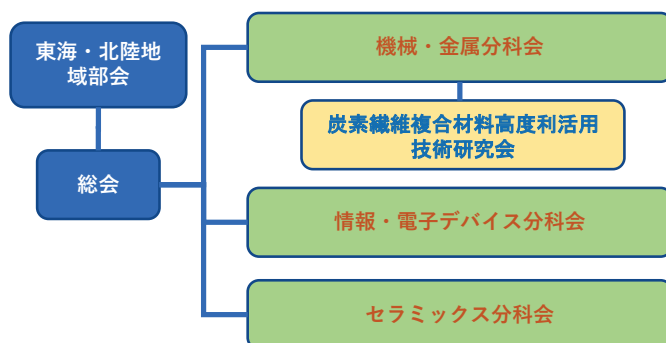 東海・北陸地
域部会
総会
機械・金属分科会
炭素繊維複合材料高度利活用
技術研究会
情報・電子デバイス分科会
セラミックス分科会